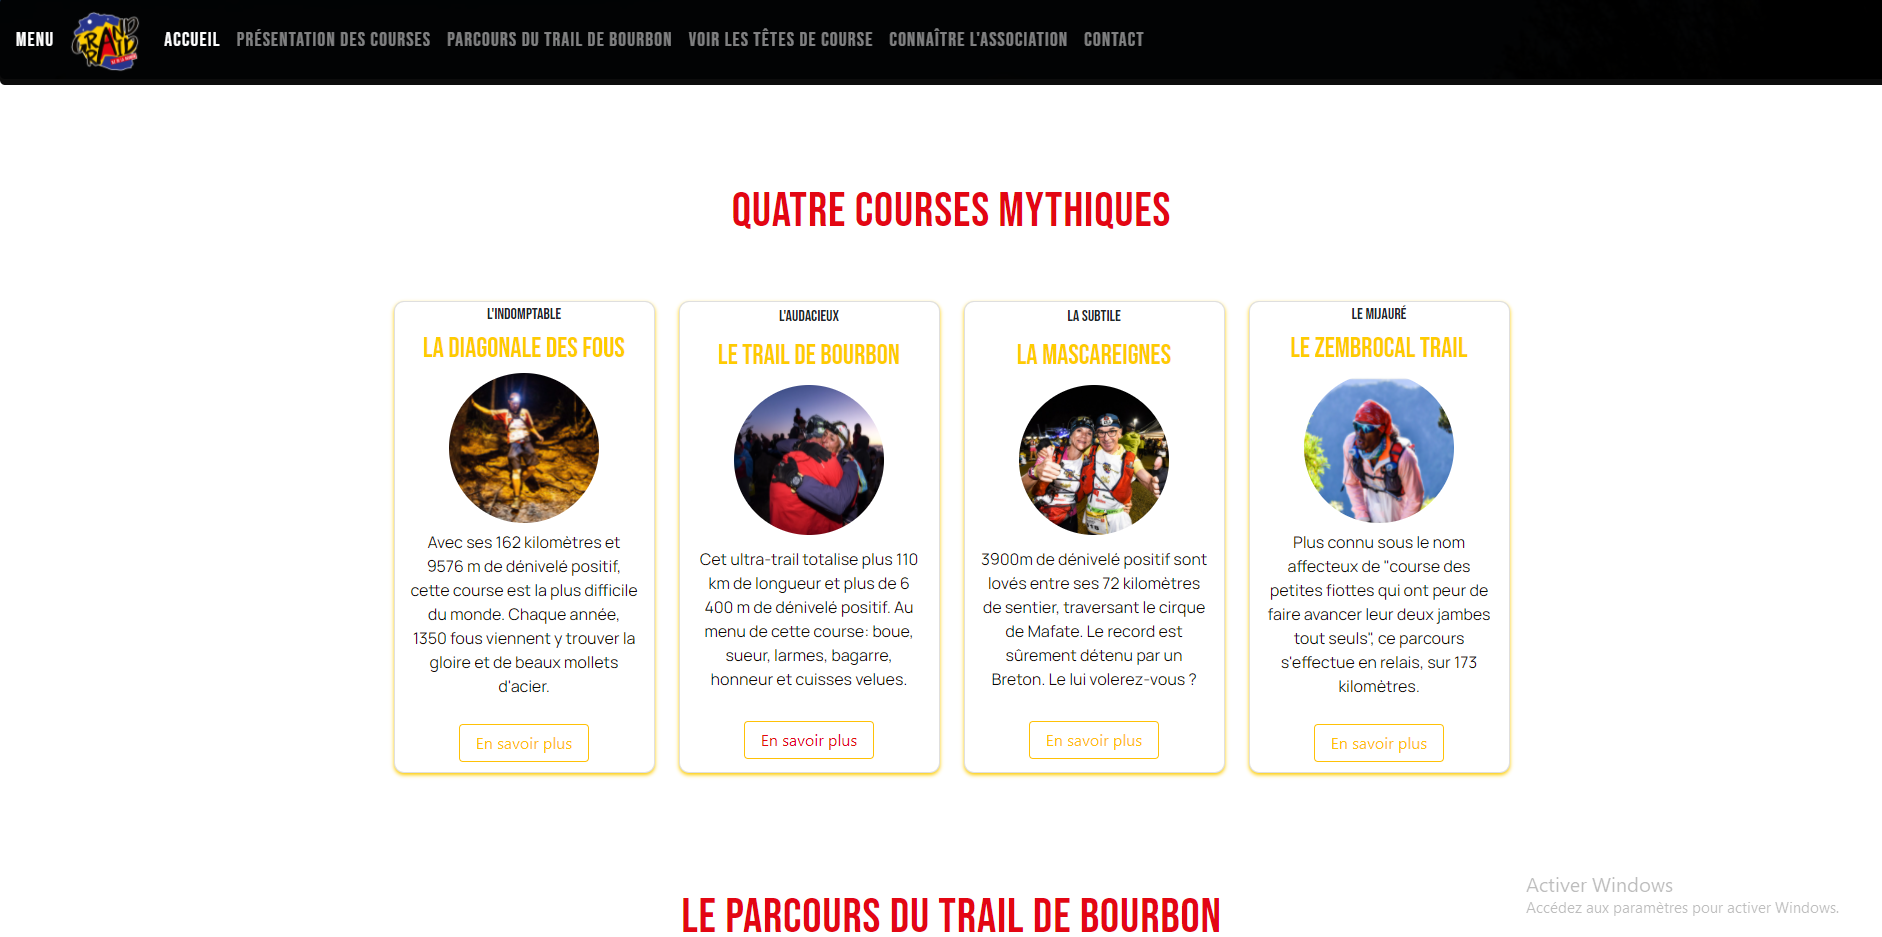 MENU
GRAND RAID
ACCUEIL
PRÉSENTATION DES COURSES
PARCOURS DU TRAIL DE BOURBON
VOIR LES TÊTES DE COURSE
CONNAÎTRE L'ASSOCIATION
CONTACT
QUATRE COURSES MYTHIQUES
L'INDOMPTABLE
LA DIAGONALE DES FOUS
Avec ses 162 kilomètres et
9576 m de dénivelé positif,
cette course est la plus difficile
du monde. Chaque année,
1350 fous viennent y trouver la
gloire et de beaux mollets
d'acier.
En savoir plus
L'AUDACIEUX
LE TRAIL DE BOURBON
Cet ultra-trail totalise plus 110
km de longueur et plus de 6
400 m de dénivelé positif. Au
menu de cette course: boue,
sueur, larmes, bagarre,
honneur et cuisses velues.
En savoir plus
LA SUBTILE
LA MASCAREIGNES
3900m de dénivelé positif sont
lovés entre ses 72 kilomètres
de sentier, traversant le cirque
de Mafate. Le record est
sûrement détenu par un
Breton. Le lui volerez-vous ?
En savoir plus
LE MIJAURÉ
LE ZEMBROCAL TRAIL
Plus connu sous le nom
affecteux de "course des
petites fiottes qui ont peur de
faire avancer leur deux jambes
tout seuls", ce parcours
s'effectue en relais, sur 173
kilomètres.
En savoir plus
LE PARCOURS DU TRAIL DE BOURBON
Activer Windows
Accédez aux paramètres pour activer Windows.